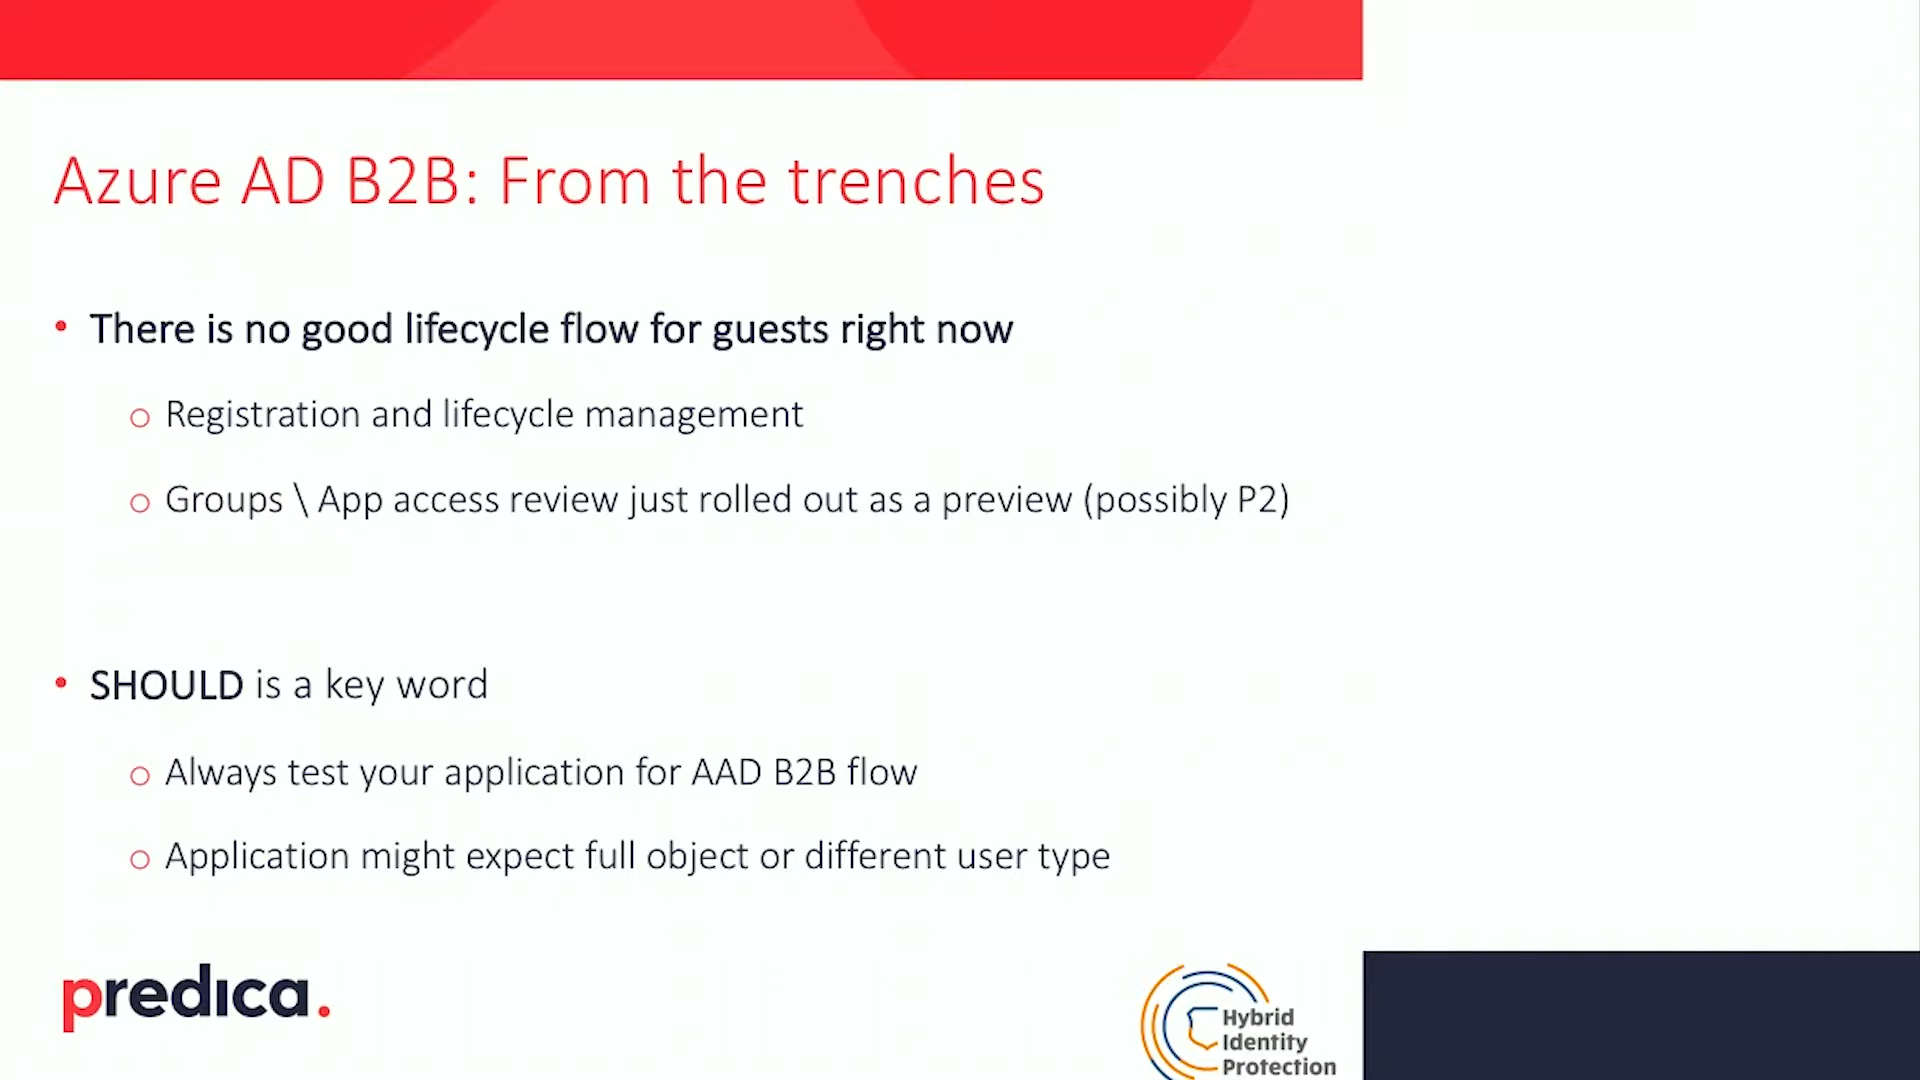 Azure AD B2B: From the trenches
• There is no good lifecycle flow for guests right now
o Registration and lifecycle management
o Groups \ App access review just rolled out as a preview (possibly P2)
• SHOULD is a key word
o Always test your application for AAD B2B flow
o Application might expect full object or different user type
predica.
Hybrid
Identity
Protection